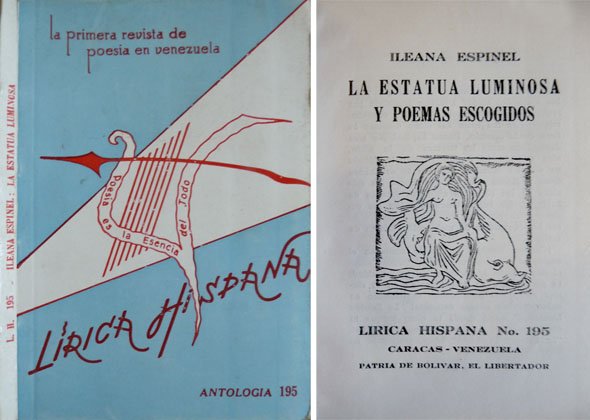 la primera revista de
poesia en venezuela
poesia es la Esencia del Todo
LÍRICA HISPANA
ANTOLOGIA 195
L. H. 195 - ILEANA ESPINEL: LA ESTATUA LUMINOSA
ILEANA ESPINEL
LA ESTATUA LUMINOSA
Y POEMAS ESCOGIDOS
LIRICA HISPANA No. 195
CARACAS - VENEZUELA
PATRIA DE BOLIVAR, EL LIBERTADOR